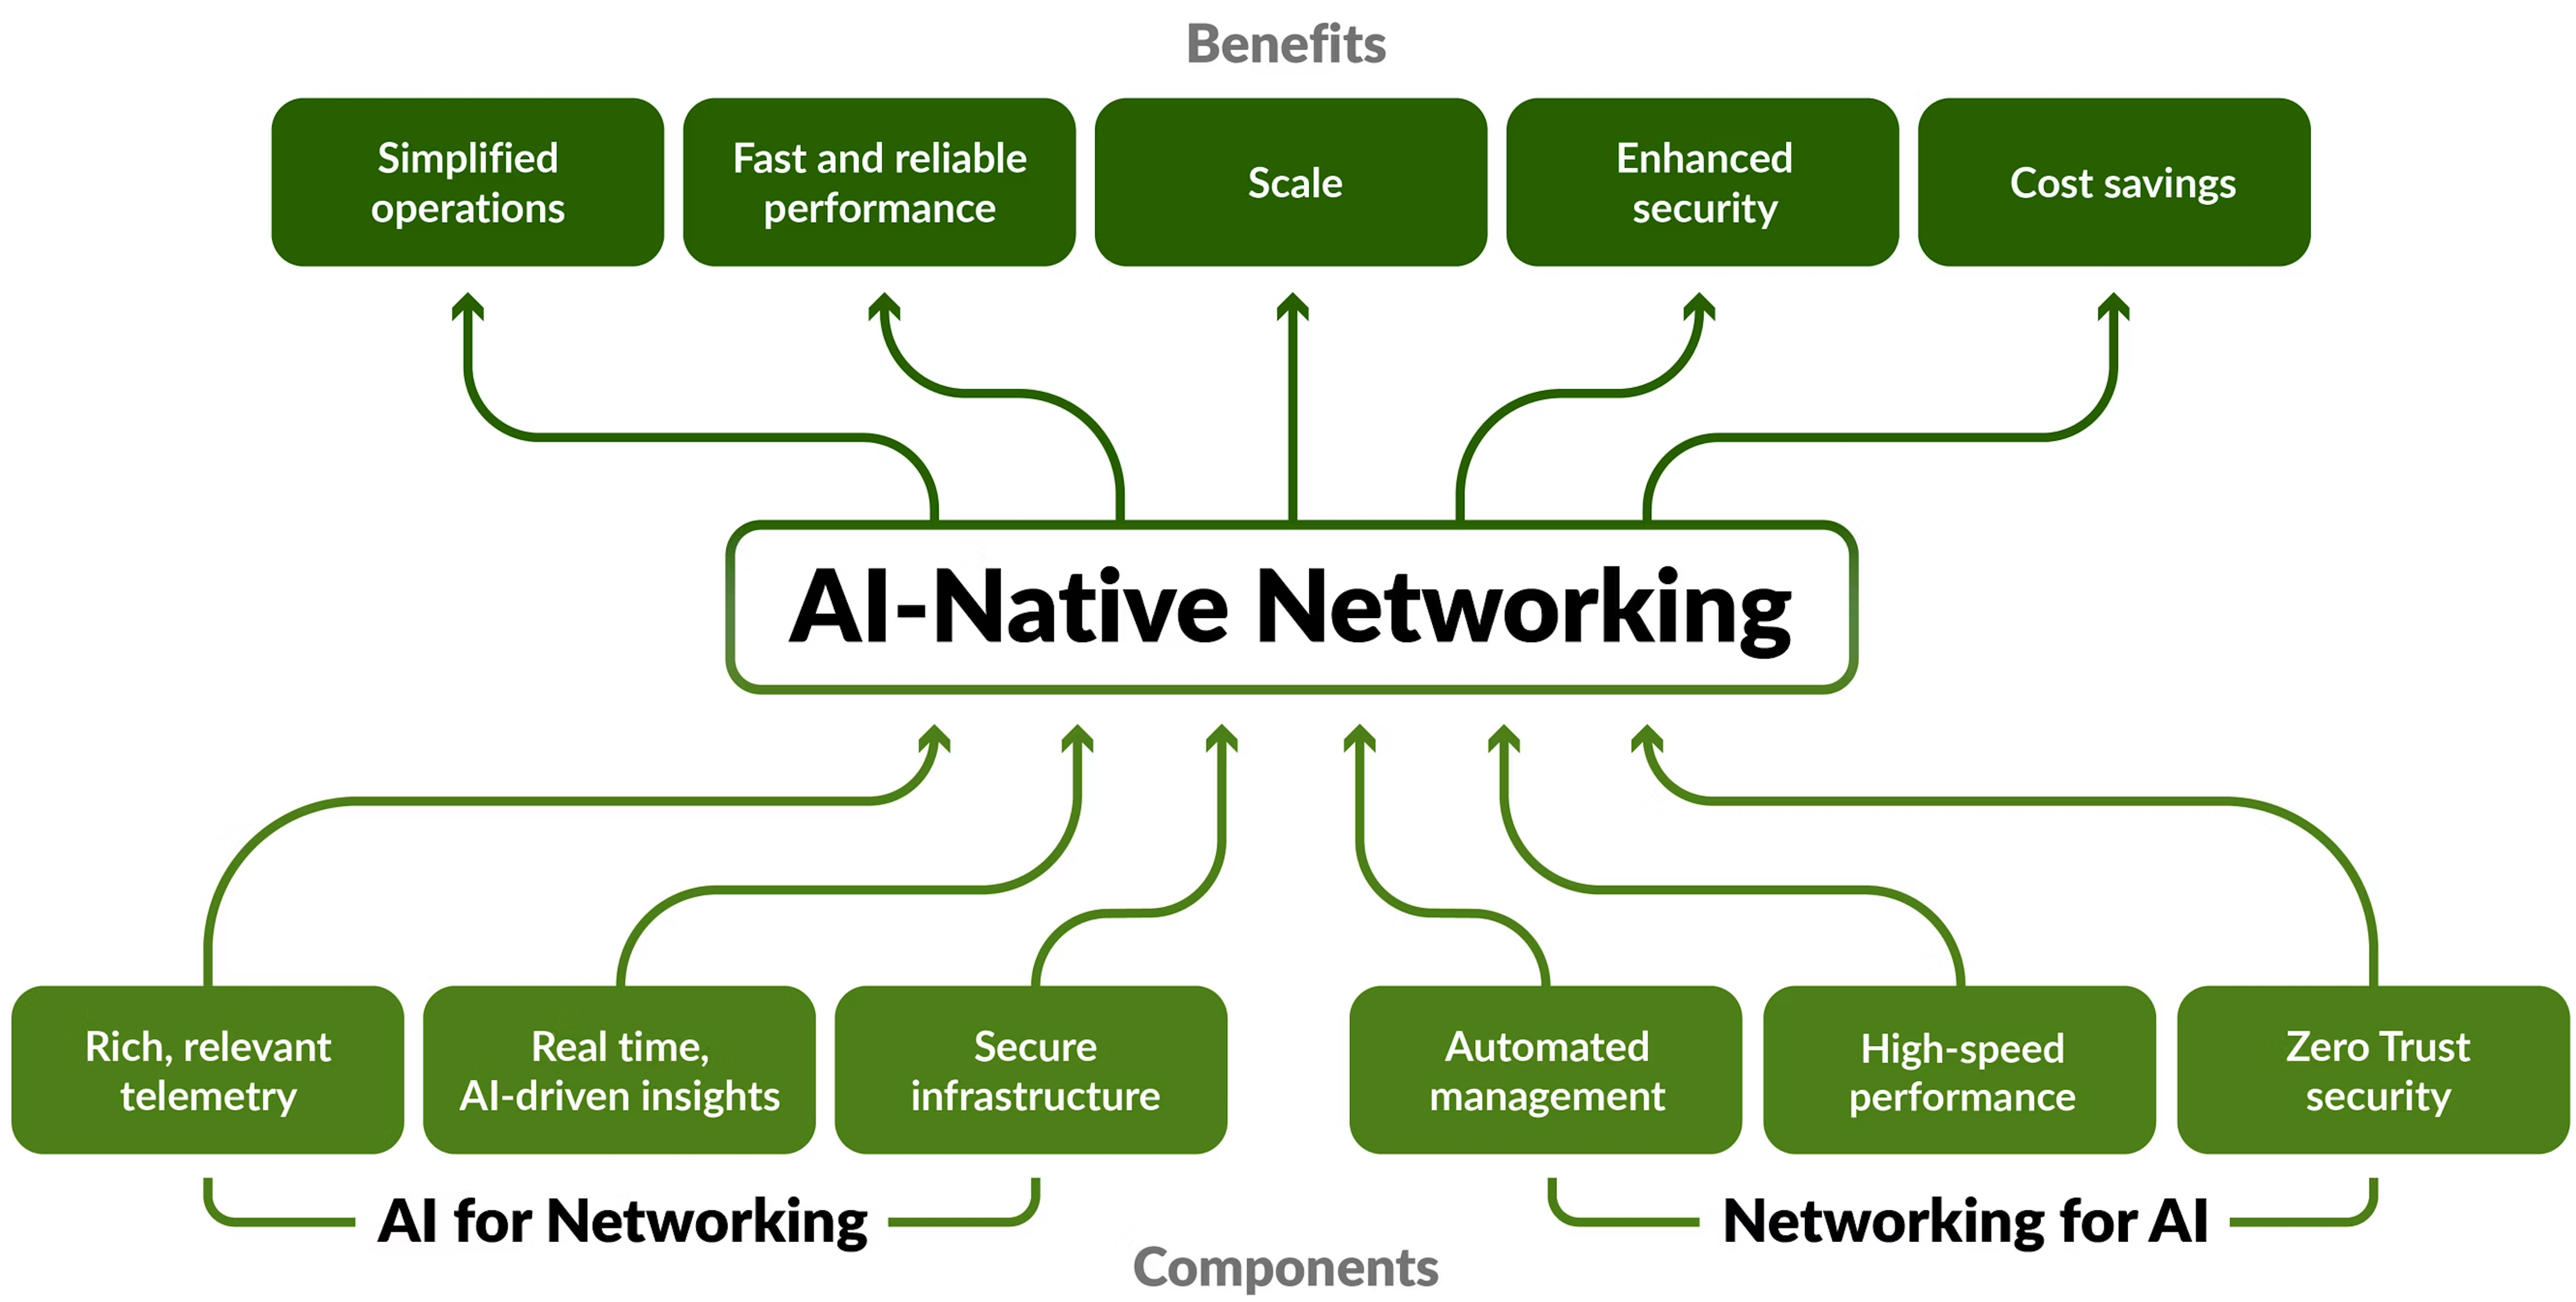 Benefits
Simplified
operations
Fast and reliable
performance
Scale
Enhanced
security
Cost savings
AI-Native Networking
Rich, relevant
telemetry
Real time,
AI-driven insights
Secure
infrastructure
Automated
management
High-speed
performance
Zero Trust
security
AI for Networking
Networking for AI
Components